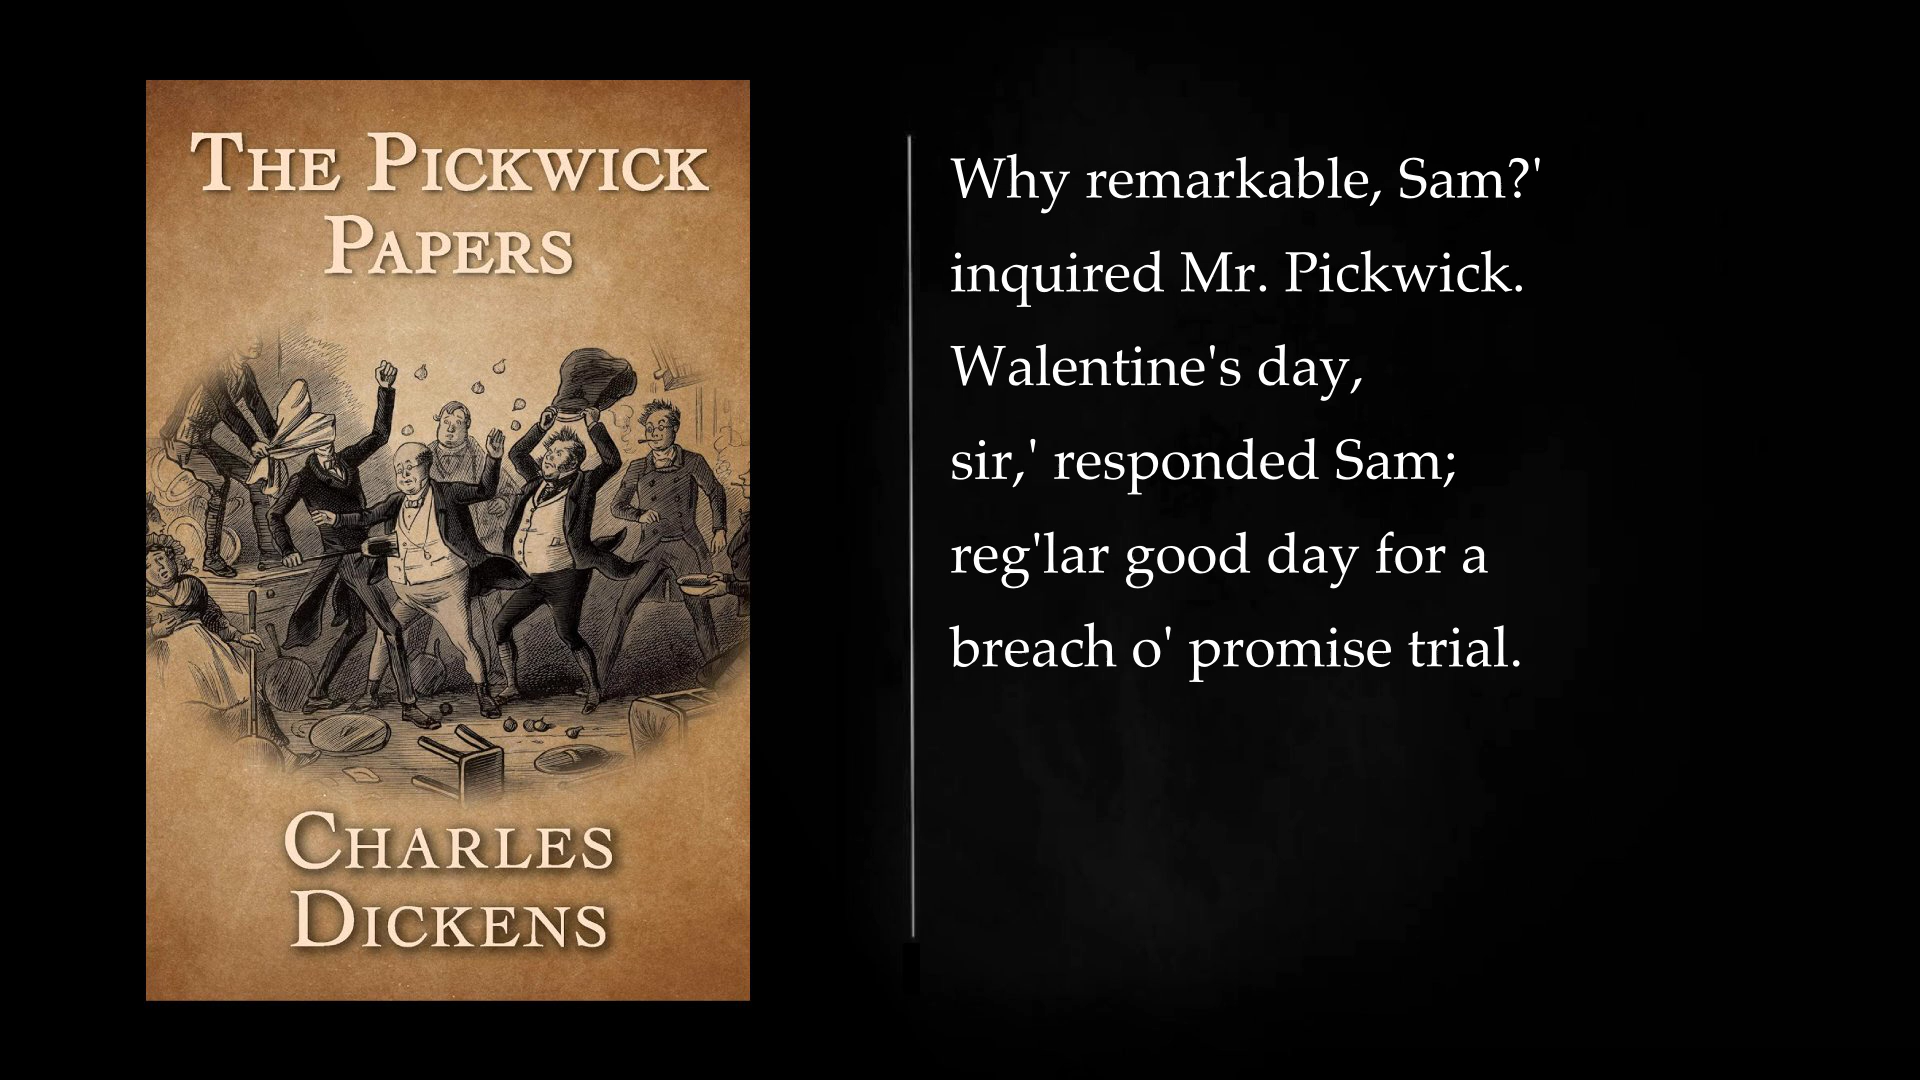 THE PICKWICK
PAPERS
CHARLES
DICKENS
Why remarkable, Sam?'
inquired Mr. Pickwick.
Walentine's day,
sir,' responded Sam;
reg'lar good day for a
breach o' promise trial.